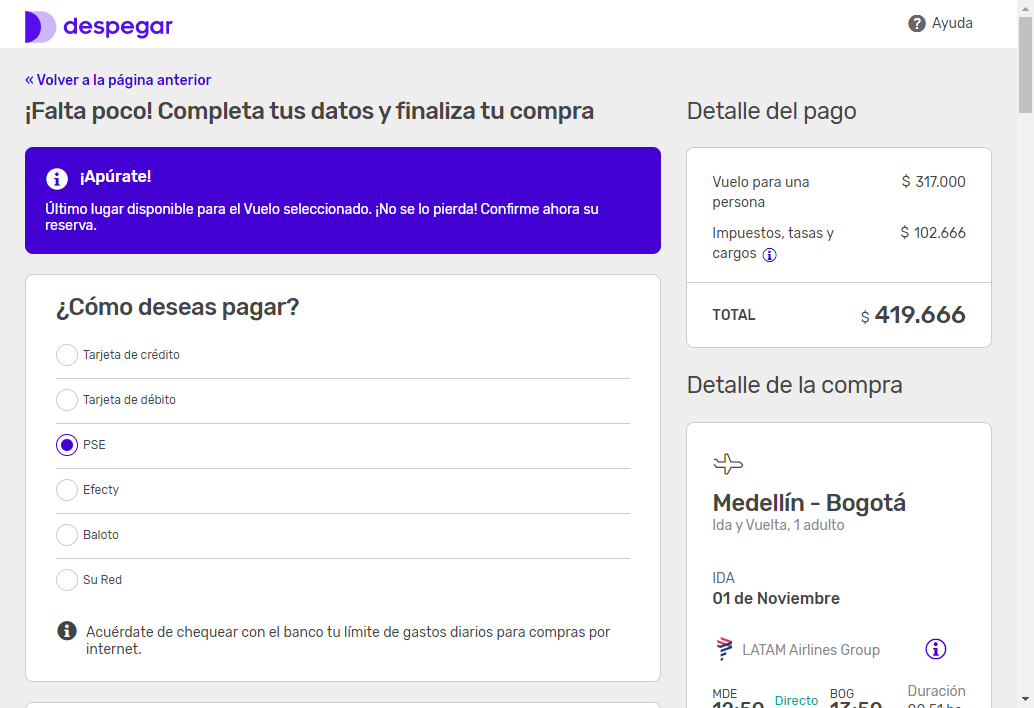 despegar
Ayuda
« Volver a la página anterior
¡Falta poco! Completa tus datos y finaliza tu compra
¡Apúrate!
Último lugar disponible para el Vuelo seleccionado. ¡No se lo pierda! Confirme ahora su
reserva.
¿Cómo deseas pagar?
Tarjeta de crédito
Tarjeta de débito
PSE
Efecty
Baloto
Su Red
Acuérdate de chequear con el banco tu límite de gastos diarios para compras por
internet.
Detalle del pago
Vuelo para una
persona
$ 317.000
Impuestos, tasas y
cargos
$ 102.666
TOTAL
$ 419.666
Detalle de la compra
Medellín - Bogotá
Ida y Vuelta, 1 adulto
IDA
01 de Noviembre
LATAM Airlines Group
MDE
Directo
BOG
Duración